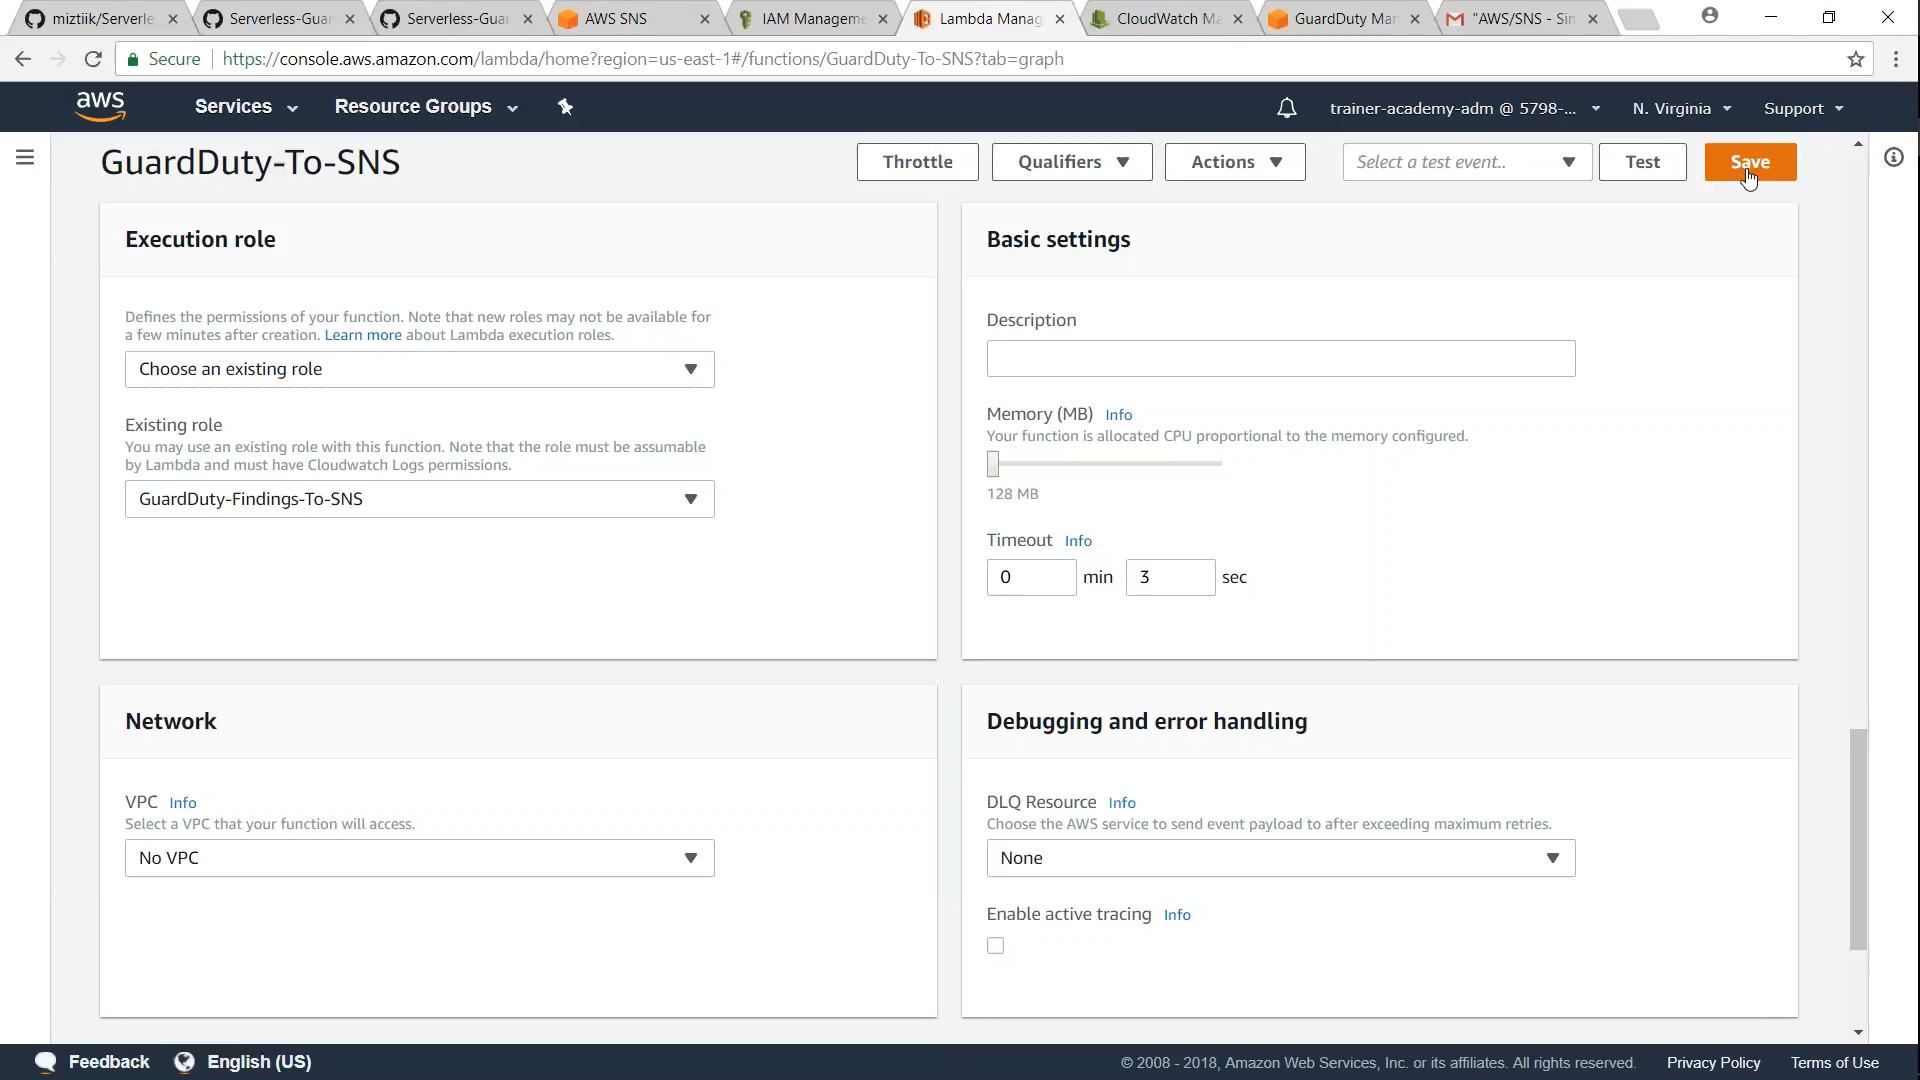 miztiik/Serverle
Serverless-Guar
Serverless-Guar
AWS SNS
IAM Manageme
Lambda Manag
CloudWatch Ma
GuardDuty Man
"AWS/SNS - Sim
Secure
https://console.aws.amazon.com/lambda/home?region=us-east-1#/functions/GuardDuty-To-SNS?tab=graph
aws
Services
Resource Groups
trainer-academy-adm @ 5798-...
N. Virginia
Support
GuardDuty-To-SNS
Throttle
Qualifiers
Actions
Select a test event..
Test
Save
Execution role
Defines the permissions of your function. Note that new roles may not be available for
a few minutes after creation. Learn more about Lambda execution roles.
Choose an existing role
Existing role
You may use an existing role with this function. Note that the role must be assumable
by Lambda and must have Cloudwatch Logs permissions.
GuardDuty-Findings-To-SNS
Basic settings
Description
Memory (MB) Info
Your function is allocated CPU proportional to the memory configured.
128 MB
Timeout Info
0 min 3 sec
Network
VPC Info
Select a VPC that your function will access.
No VPC
Debugging and error handling
DLQ Resource Info
Choose the AWS service to send event payload to after exceeding maximum retries.
None
Enable active tracing Info
Feedback
English (US)
© 2008 - 2018, Amazon Web Services, Inc. or its affiliates. All rights reserved.
Privacy Policy
Terms of Use